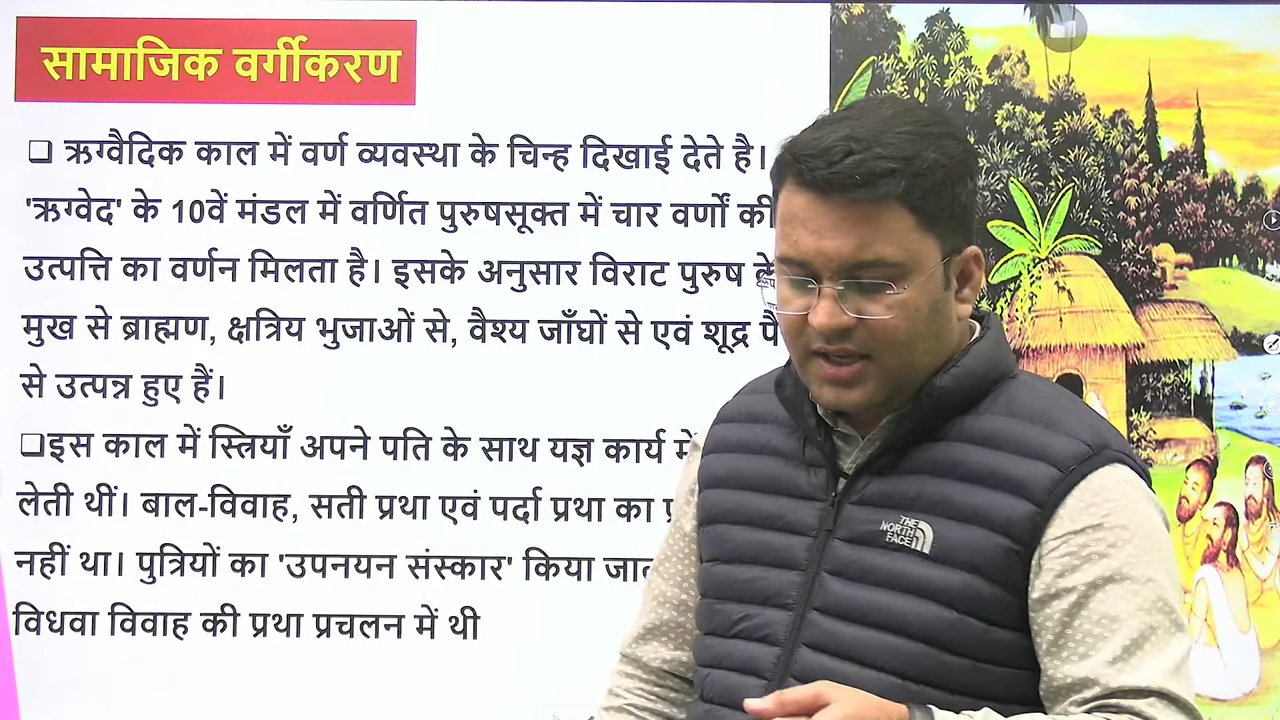 सामाजिक वर्गीकरण
❑ ऋग्वैदिक काल में वर्ण व्यवस्था के चिन्ह दिखाई देते है।
'ऋग्वेद' के 10वें मंडल में वर्णित पुरुषसूक्त में चार वर्णों की
उत्पत्ति का वर्णन मिलता है। इसके अनुसार विराट पुरुष के
मुख से ब्राह्मण, क्षत्रिय भुजाओं से, वैश्य जाँघों से एवं शूद्र
से उत्पन्न हुए हैं।
❑इस काल में स्त्रियाँ अपने पति के साथ यज्ञ कार्य में
लेती थीं। बाल-विवाह, सती प्रथा एवं पर्दा प्रथा का
नहीं था। पुत्रियों का 'उपनयन संस्कार' किया
विधवा विवाह की प्रथा प्रचलन में थी
THE
NORTH
FACE